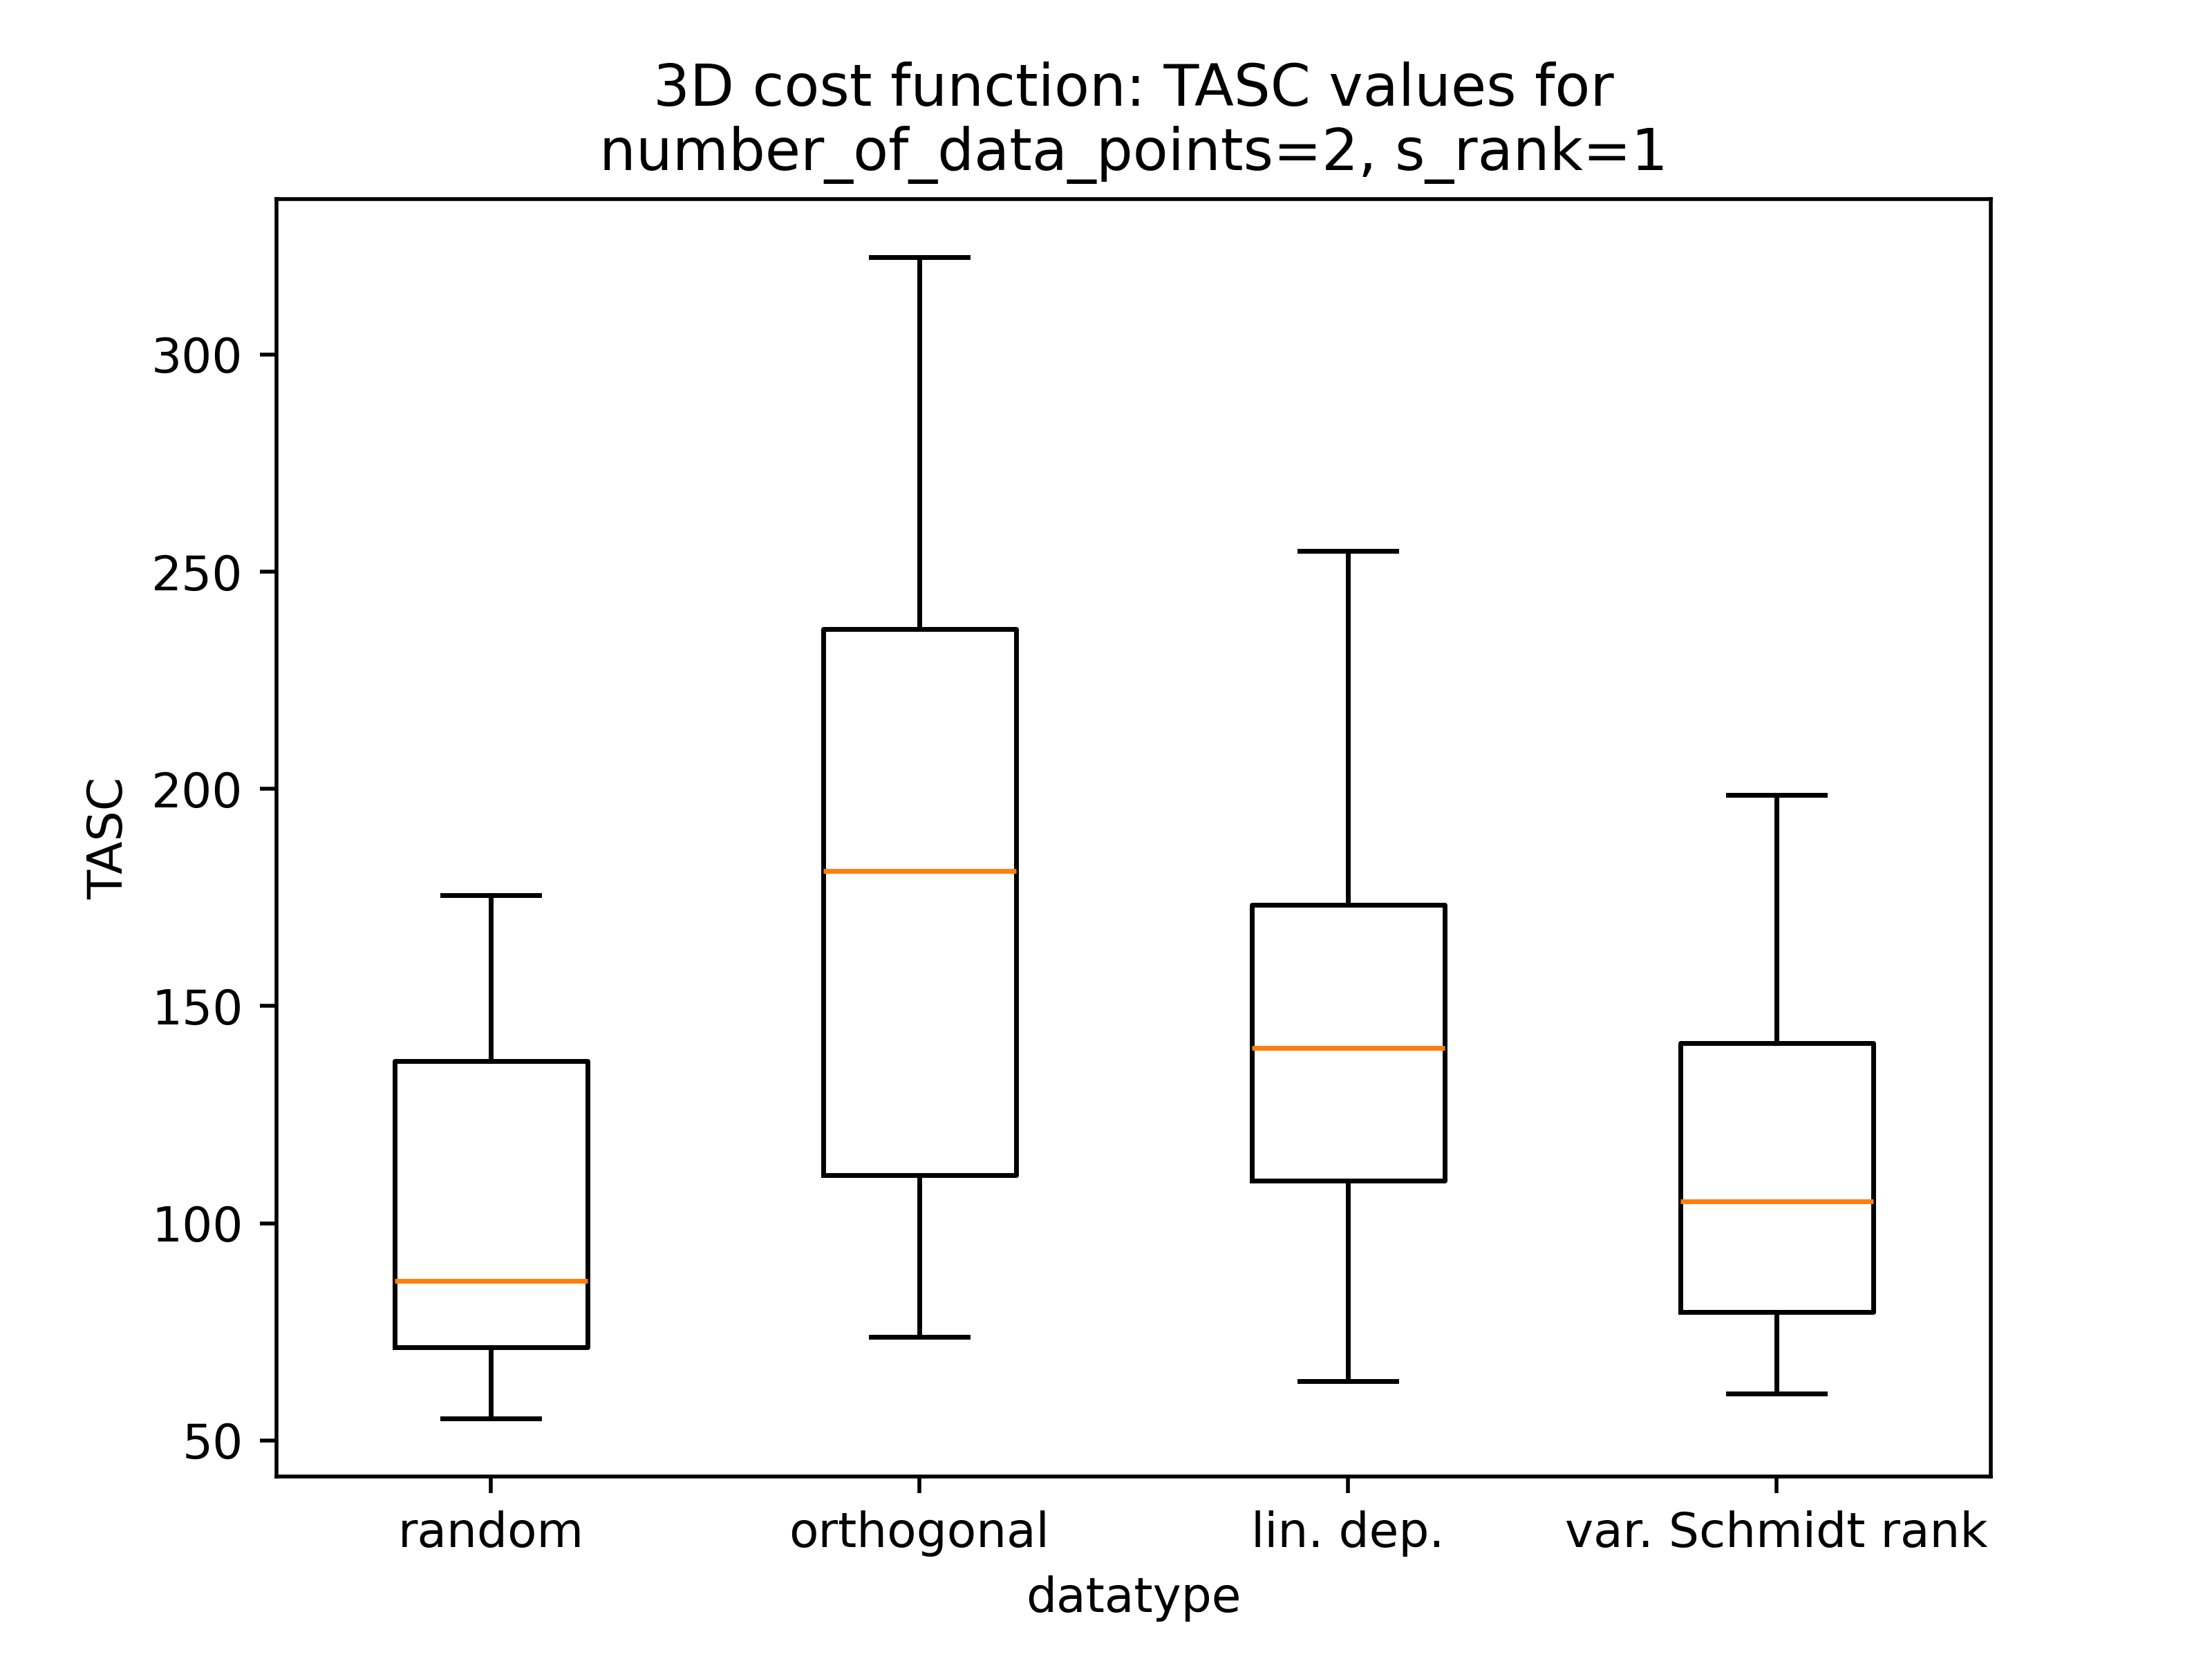 3D cost function: TASC values for
number_of_data_points=2, s_rank=1
TASC
300
250
200
150
100
50
random
orthogonal
lin. dep.
var. Schmidt rank
datatype